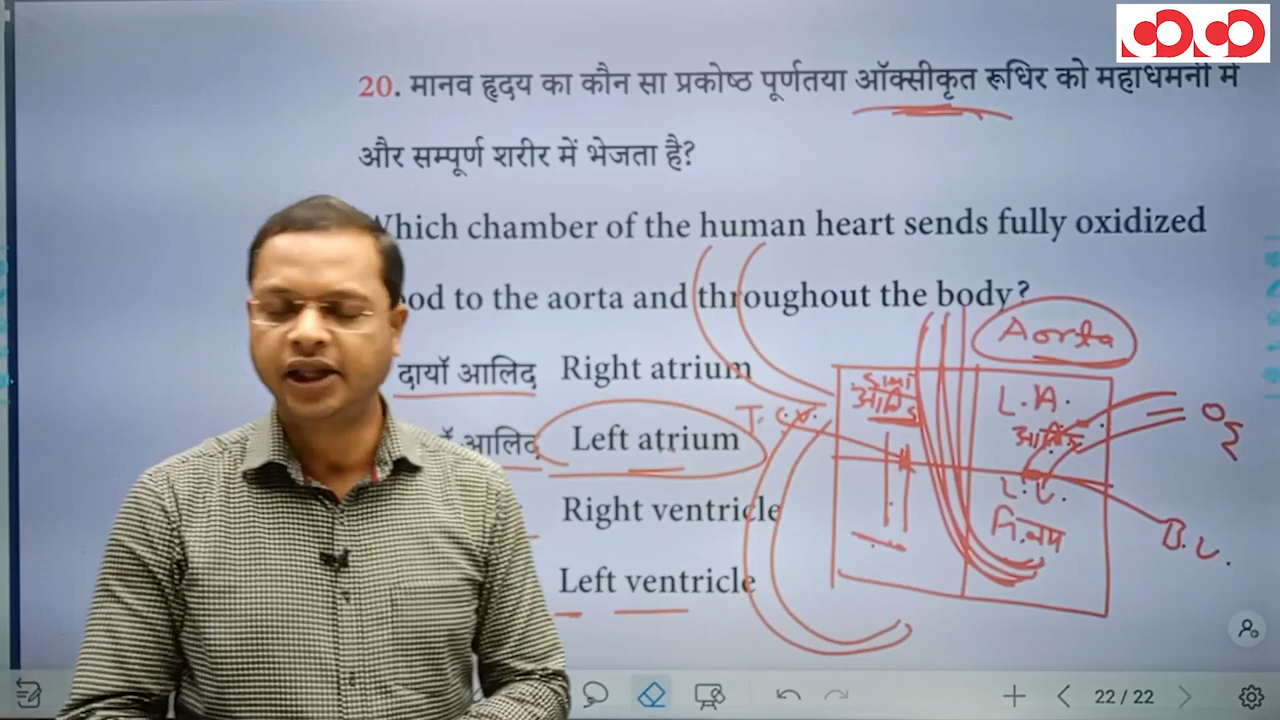 20. मानव हृदय का कौन सा प्रकोष्ठ पूर्णतया ऑक्सीकृत रूधिर को महाधमनी में
और सम्पूर्ण शरीर में भेजता है?
Which chamber of the human heart sends fully oxidized
to the aorta and throughout the body?
Aorta
दायॉ आलिद Right atrium
आलिद Left atrium
Right ventricle
Left ventricle
L.A.
O2
L.V.
B.V.
T.C.V.
22 / 22